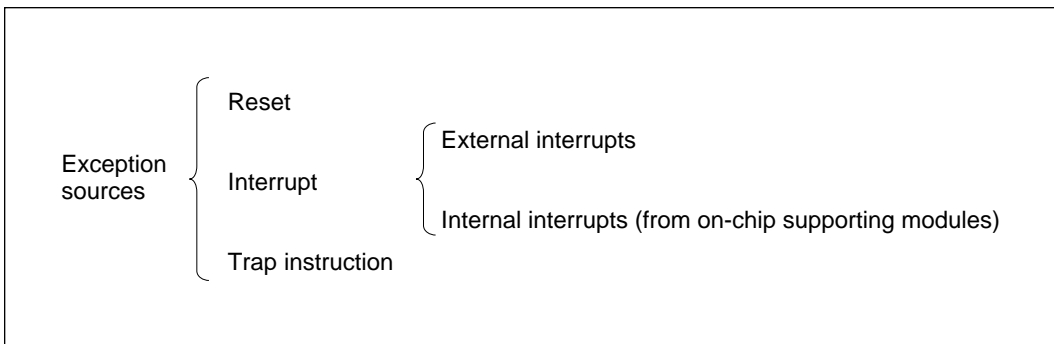 Exception
sources
Reset
Interrupt
Trap instruction
External interrupts
Internal interrupts (from on-chip supporting modules)